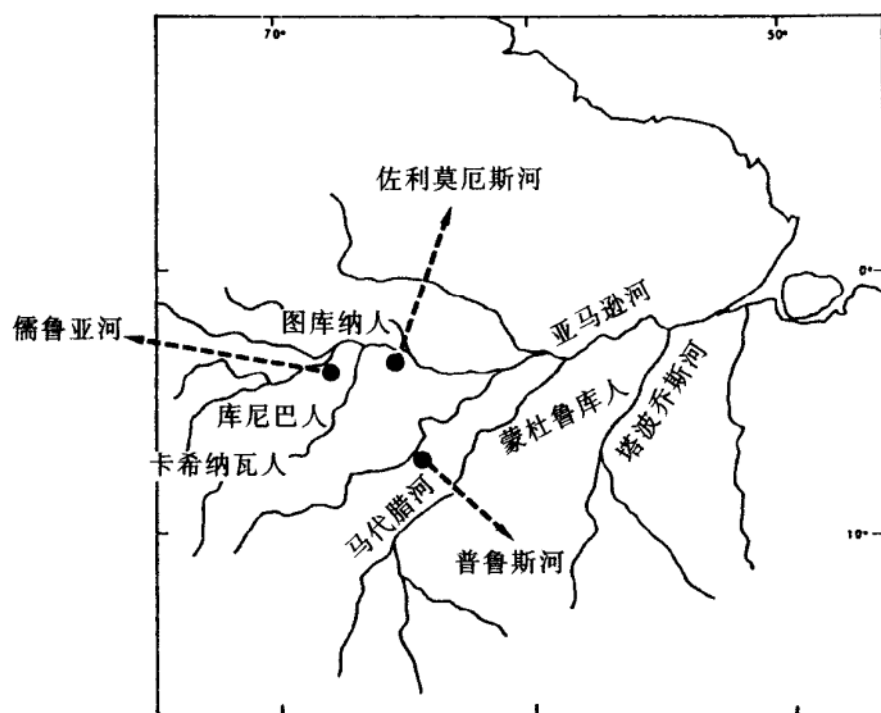 70°
50°
佐利莫厄斯河
0°
亚马逊河
图库纳人
儒鲁亚河
塔波乔斯河
蒙杜鲁库人
库尼巴人
卡希纳瓦人
马代腊河
10°
普鲁斯河